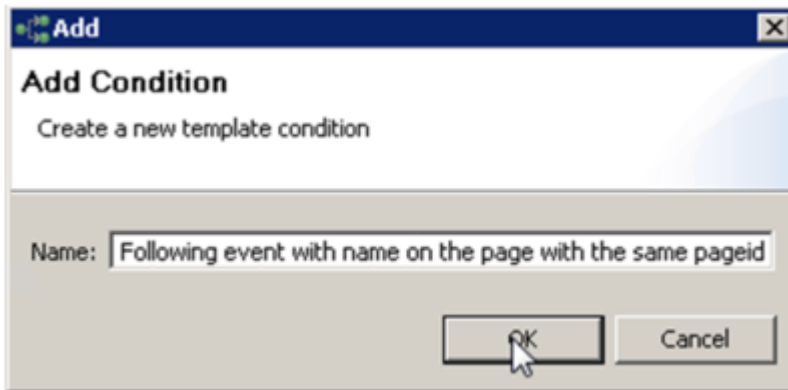 Add
Add Condition
Create a new template condition
Name: Following event with name on the page with the same pageid
OK Cancel